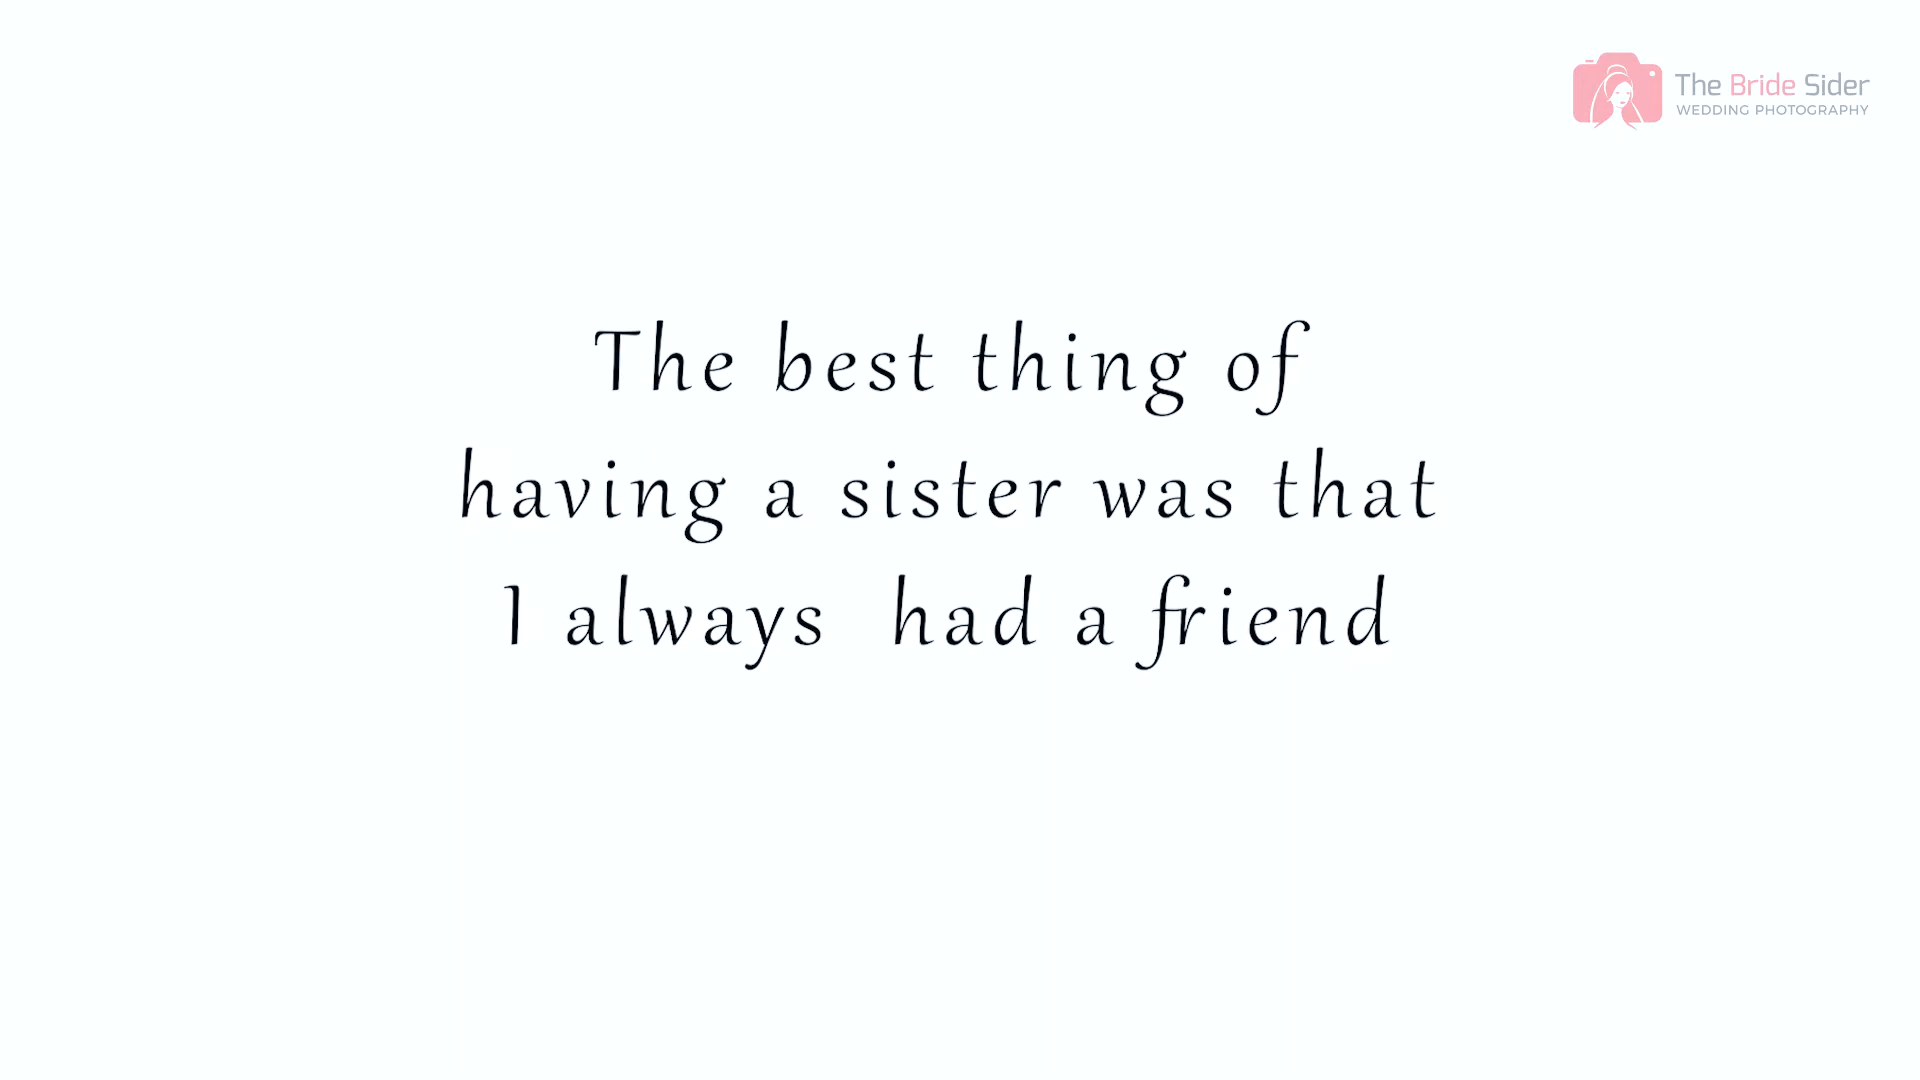 The Bride Sider
WEDDING PHOTOGRAPHY
The best thing of
having a sister was that
I always  had a friend